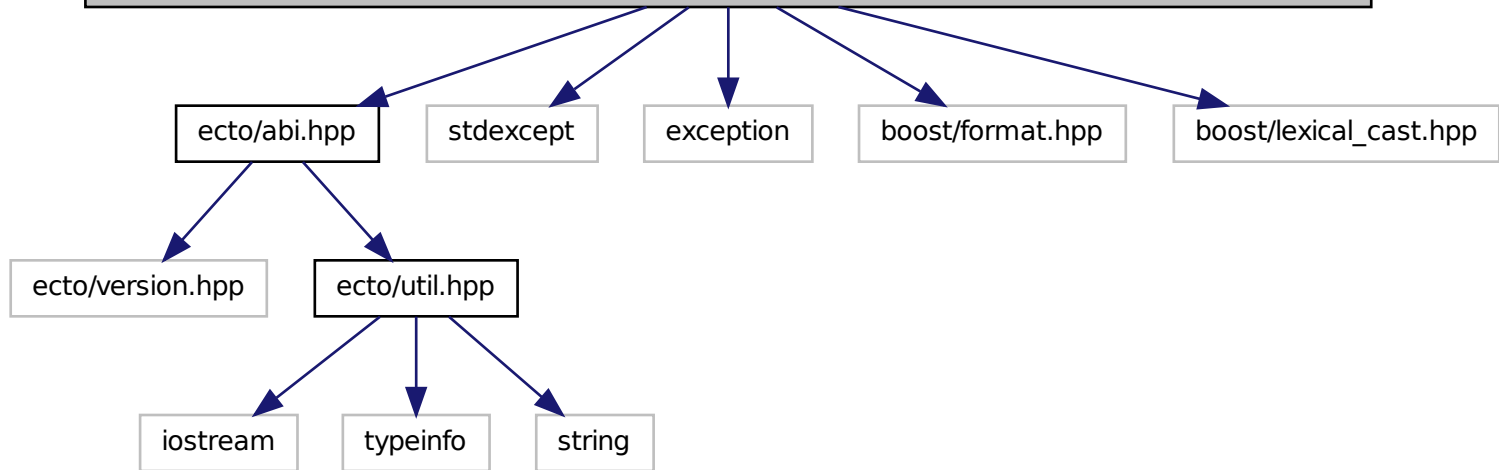 ecto/abi.hpp
stdexcept
exception
boost/format.hpp
boost/lexical_cast.hpp
ecto/version.hpp
ecto/util.hpp
iostream
typeinfo
string